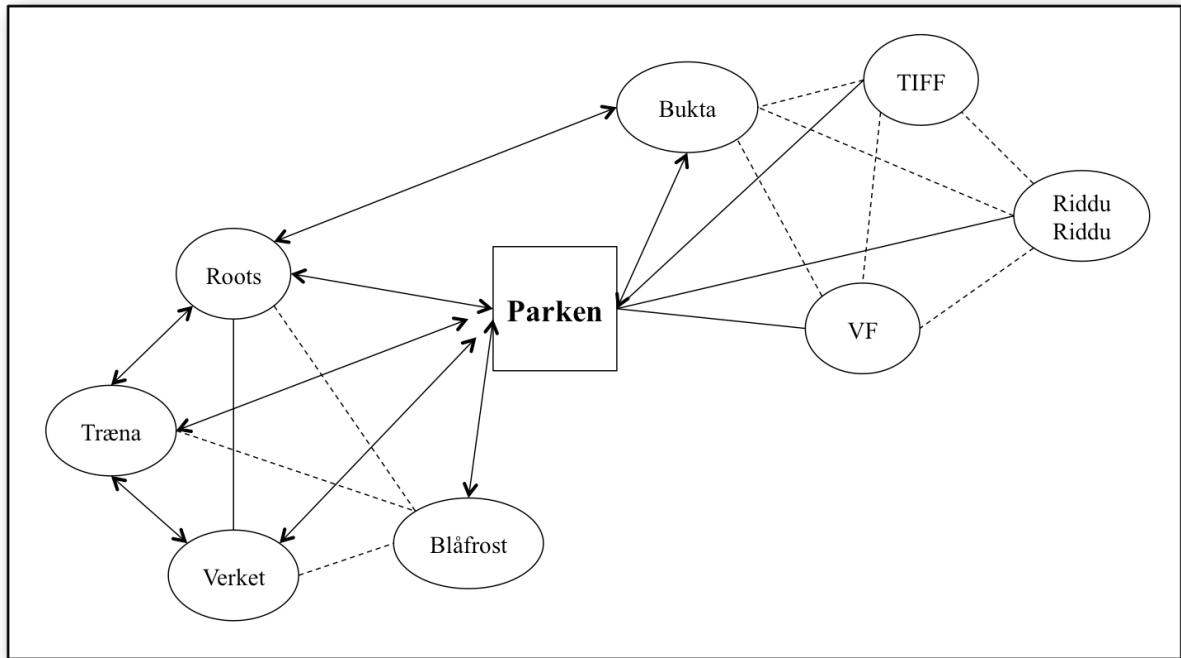 TIFF
Bukta
Riddu
Riddu
Roots
Parken
VF
Træna
Blåfrost
Verket